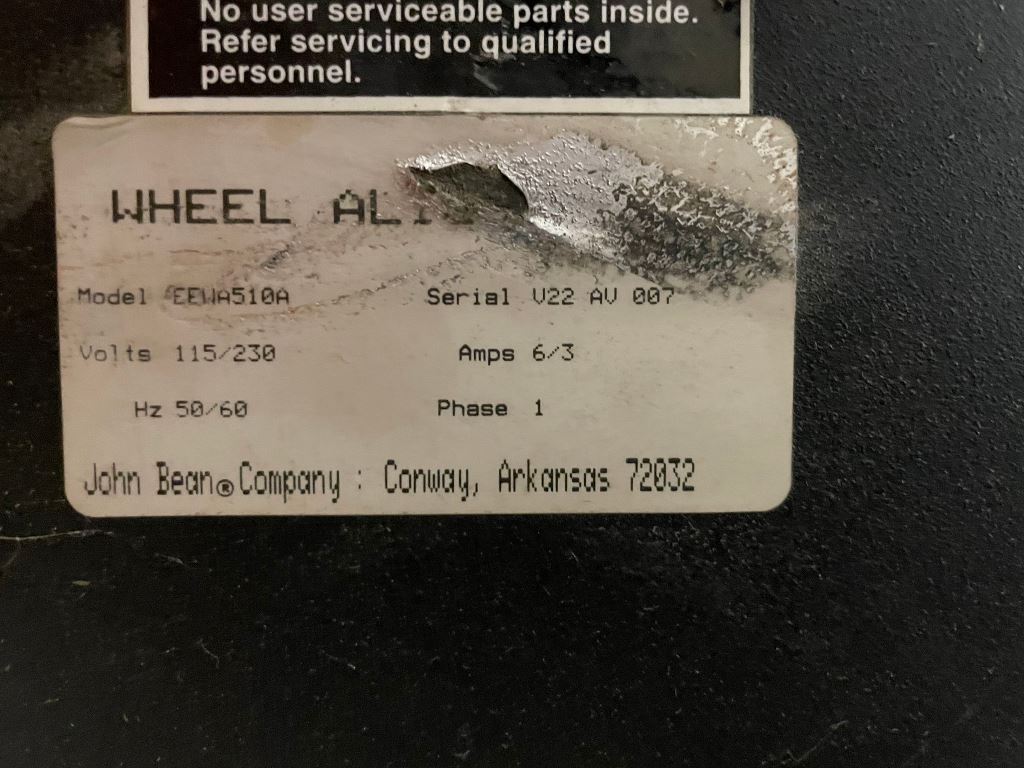 No user serviceable parts inside.
Refer servicing to qualified
personnel.
WHEEL
Model EEWA510A Serial V22 AV 007
Volts 115/230 Amps 6/3
Hz 50/60 Phase 1
John Bean® Company : Conway, Arkansas 72032